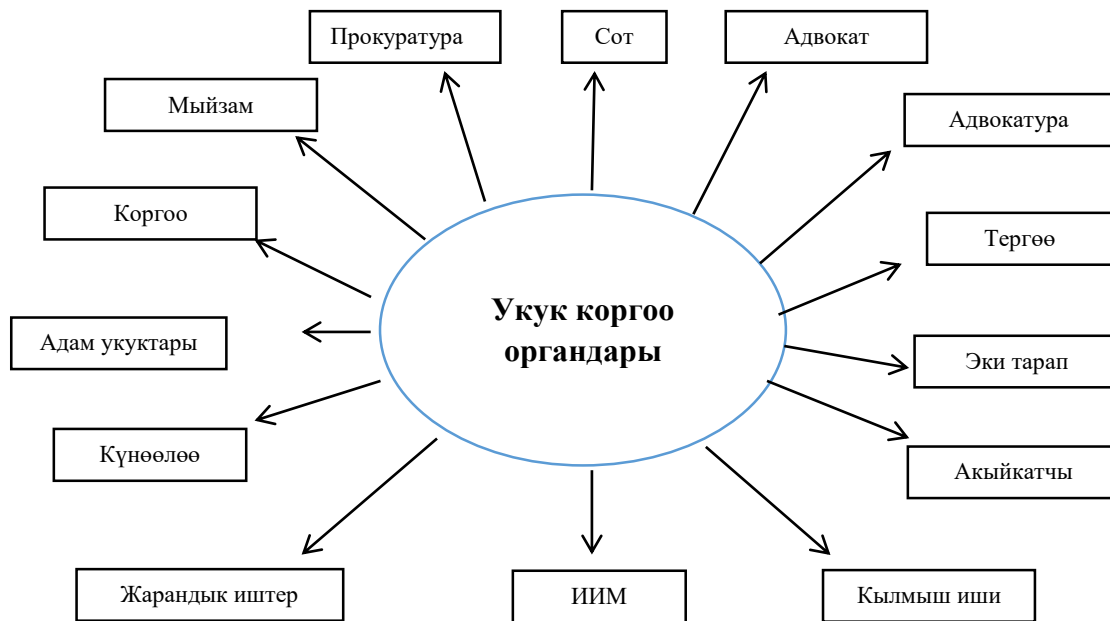 Прокуратура
Сот
Адвокат
Мыйзам
Адвокатура
Коргоо
Тергөө
Укук коргоо
органдары
Адам укуктары
Эки тарап
Күнөөлөө
Акыйкатчы
Жарандык иштер
ИИМ
Кылмыш иши